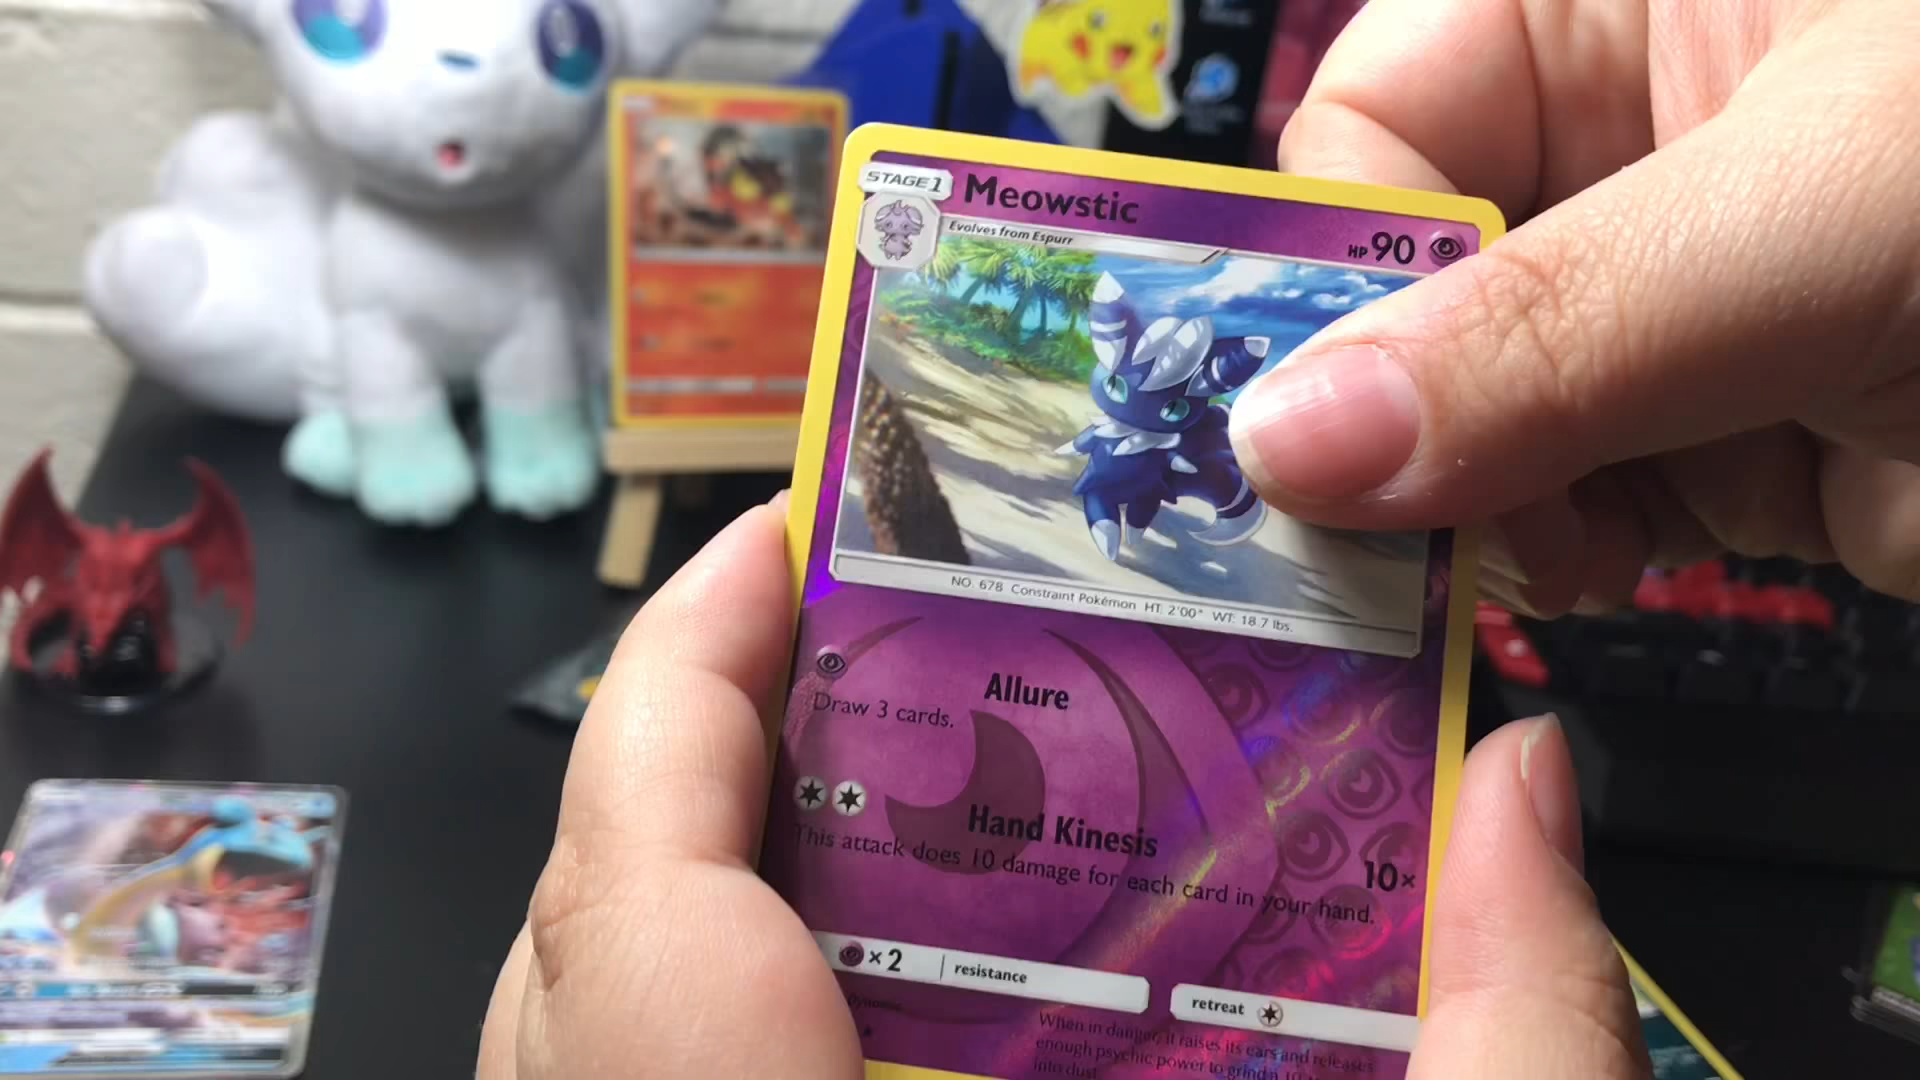 STAGE 1 Meowstic
Evolves from Espurr
HP 90
NO. 678 Constraint Pokémon HT: 2'00" WT: 18.7 lbs.
Allure
Draw 3 cards.
Hand Kinesis
10×
This attack does 10 damage for each card in your hand.
×2 resistance
retreat
When in danger, it raises its ears and releases
enough psychic power to grind a 10
into dust.